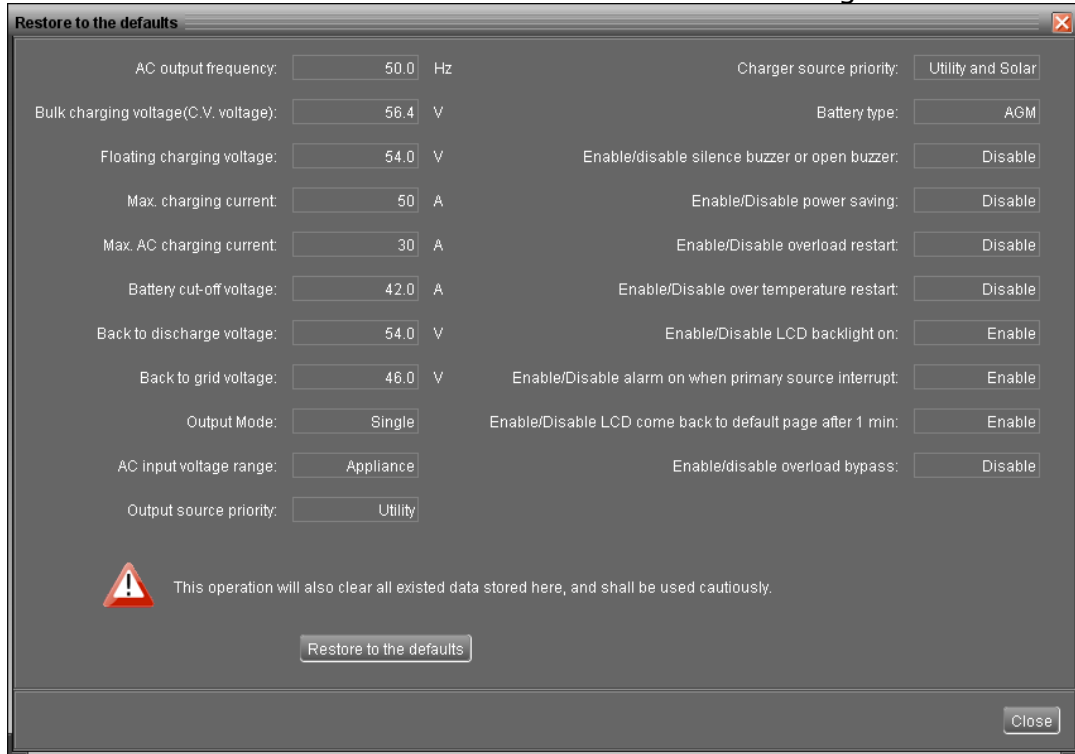 Restore to the defaults
AC output frequency: 50.0 Hz
Charger source priority: Utility and Solar
Bulk charging voltage(C.V. voltage): 56.4 V
Battery type: AGM
Floating charging voltage: 54.0 V
Enable/disable silence buzzer or open buzzer: Disable
Max. charging current: 50 A
Enable/Disable power saving: Disable
Max. AC charging current: 30 A
Enable/Disable overload restart: Disable
Battery cut-off voltage: 42.0 A
Enable/Disable over temperature restart: Disable
Back to discharge voltage: 54.0 V
Enable/Disable LCD backlight on: Enable
Back to grid voltage: 46.0 V
Enable/Disable alarm on when primary source interrupt: Enable
Output Mode: Single
Enable/Disable LCD come back to default page after 1 min: Enable
AC input voltage range: Appliance
Enable/disable overload bypass: Disable
Output source priority: Utility
This operation will also clear all existed data stored here, and shall be used cautiously.
Restore to the defaults
Close